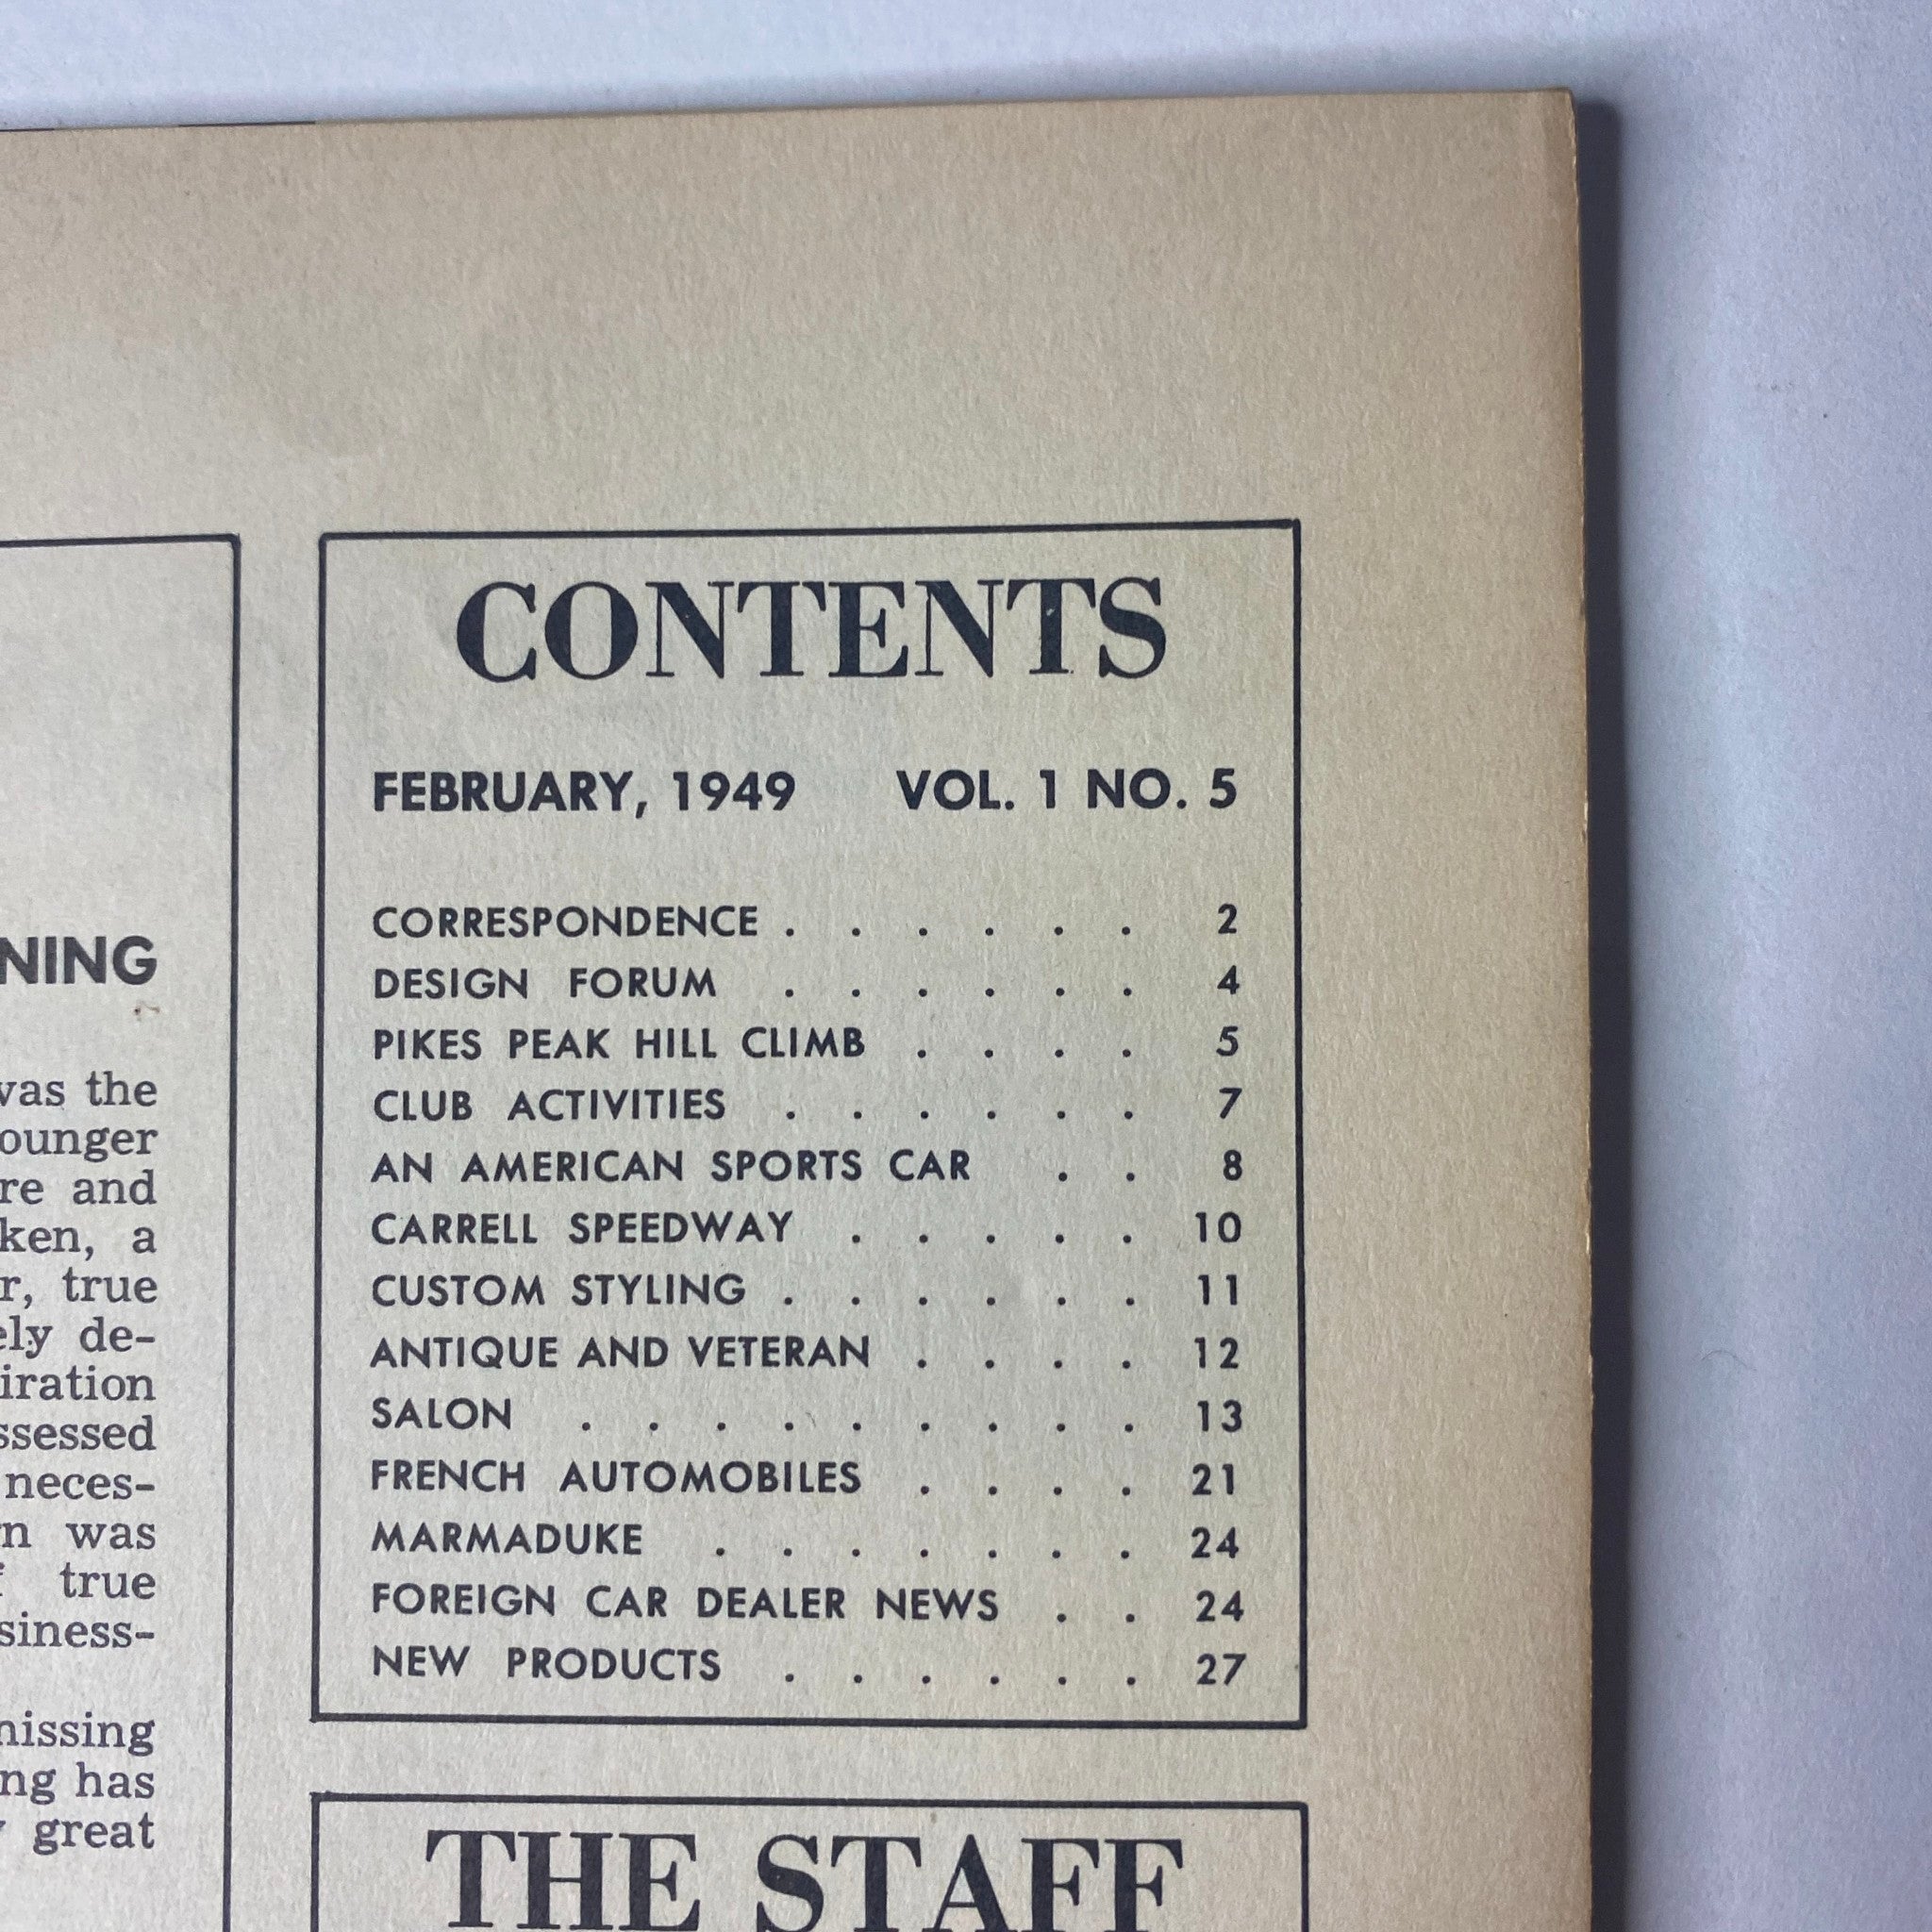 NING
was the
ounger
re and
ken, a
r, true
ely de-
iration
ssessed
neces-
n was
true
siness-
nissing
ng has
great
CONTENTS
FEBRUARY, 1949 VOL. 1 NO. 5
CORRESPONDENCE . . . . . . 2
DESIGN FORUM . . . . . . 4
PIKES PEAK HILL CLIMB . . . . 5
CLUB ACTIVITIES . . . . . . 7
AN AMERICAN SPORTS CAR . . 8
CARRELL SPEEDWAY . . . . . 10
CUSTOM STYLING . . . . . . 11
ANTIQUE AND VETERAN . . . . 12
SALON . . . . . . . . . 13
FRENCH AUTOMOBILES . . . . 21
MARMADUKE . . . . . . . 24
FOREIGN CAR DEALER NEWS . . 24
NEW PRODUCTS . . . . . . 27
THE STAFF